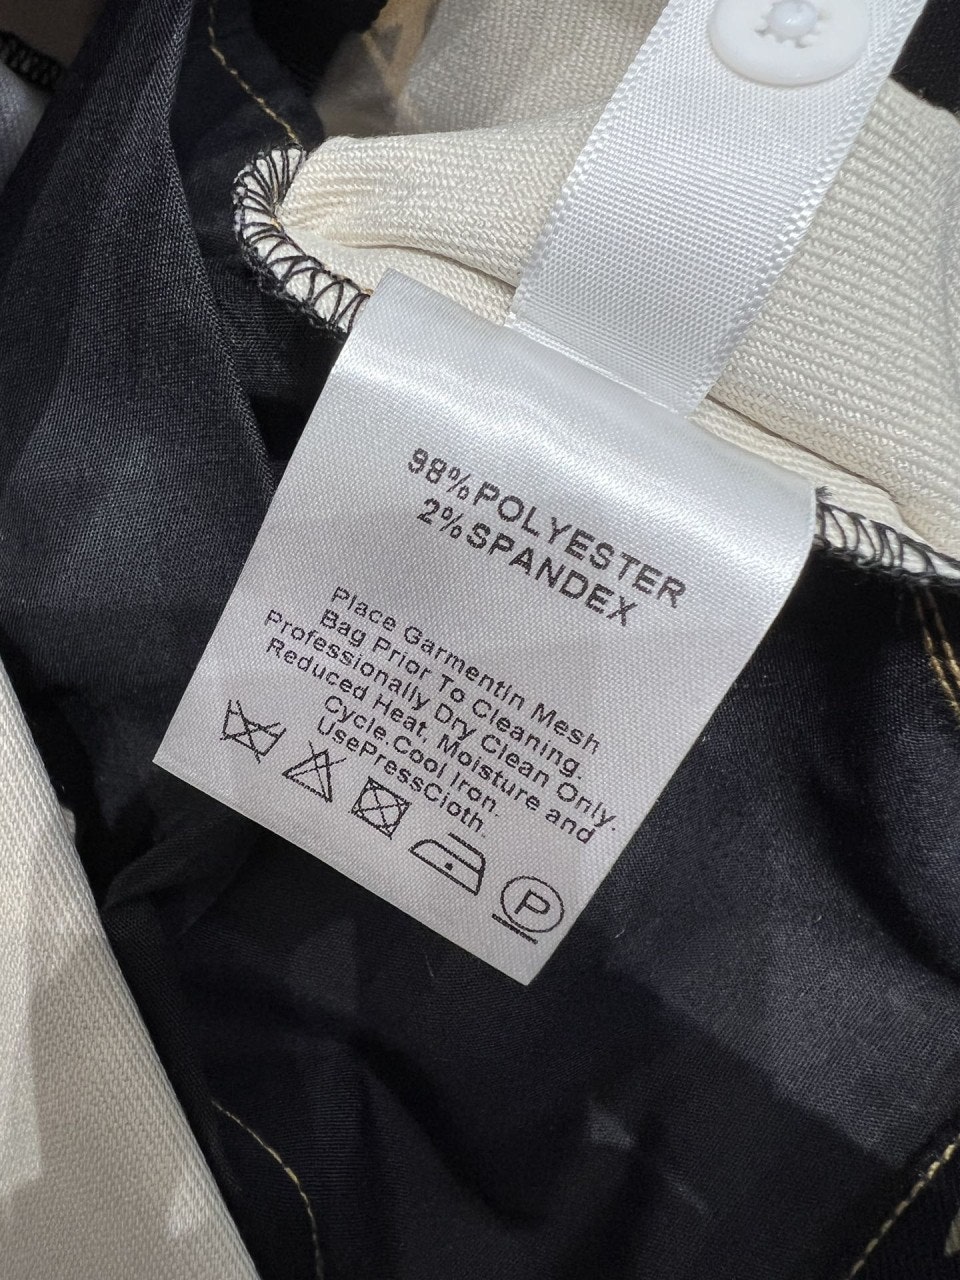 98%POLYESTER
2%SPANDEX
Place Garmentin Mesh
Bag Prior To Cleaning.
Professionally Dry Clean Only.
Reduced Heat, Moisture and
Cycle.Cool Iron.
UsePressCloth.
P